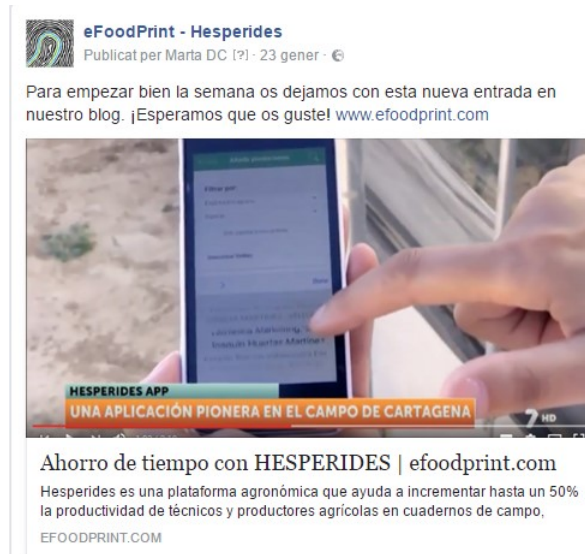 eFoodPrint - Hesperides
Publicat per Marta DC [?] · 23 gener ·
Para empezar bien la semana os dejamos con esta nueva entrada en
nuestro blog. ¡Esperamos que os guste! www.efoodprint.com
Filtrar por:
HESPERIDES APP
UNA APLICACIÓN PIONERA EN EL CAMPO DE CARTAGENA
7 HD
Ahorro de tiempo con HESPERIDES | efoodprint.com
Hesperides es una plataforma agronómica que ayuda a incrementar hasta un 50%
la productividad de técnicos y productores agrícolas en cuadernos de campo,
EFOODPRINT.COM